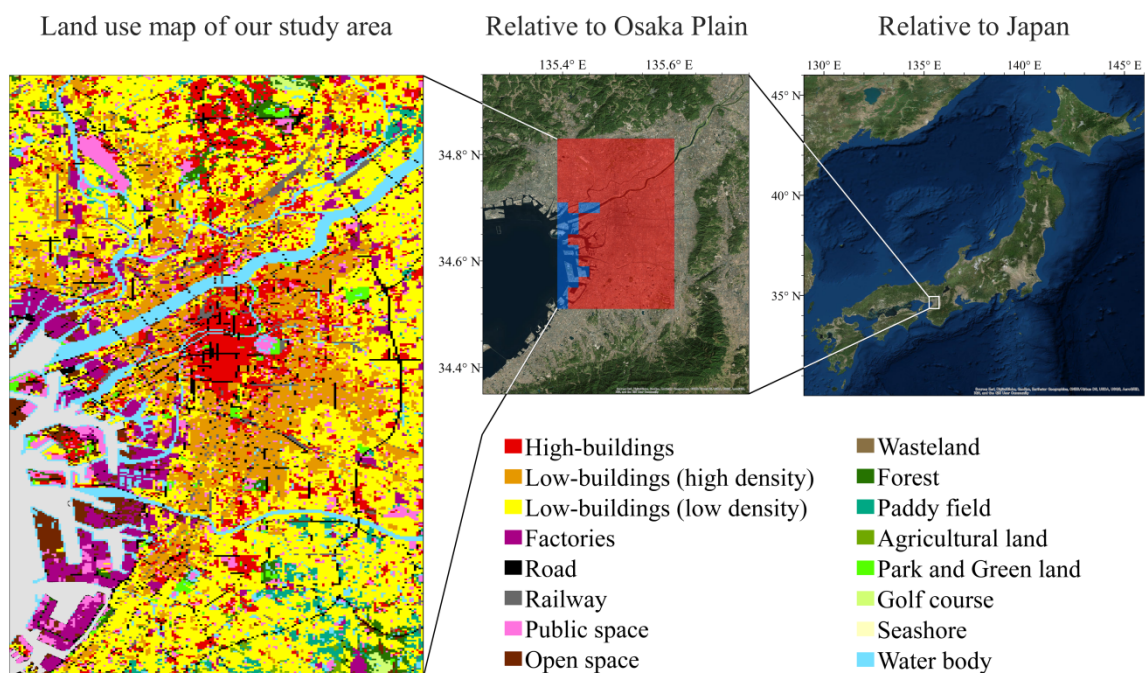 Land use map of our study area
Relative to Osaka Plain
Relative to Japan
135.4° E 135.6° E
130° E 135° E 140° E 145° E
45° N
34.8° N
40° N
34.6° N
35° N
34.4° N
High-buildings
Low-buildings (high density)
Low-buildings (low density)
Factories
Road
Railway
Public space
Open space
Wasteland
Forest
Paddy field
Agricultural land
Park and Green land
Golf course
Seashore
Water body